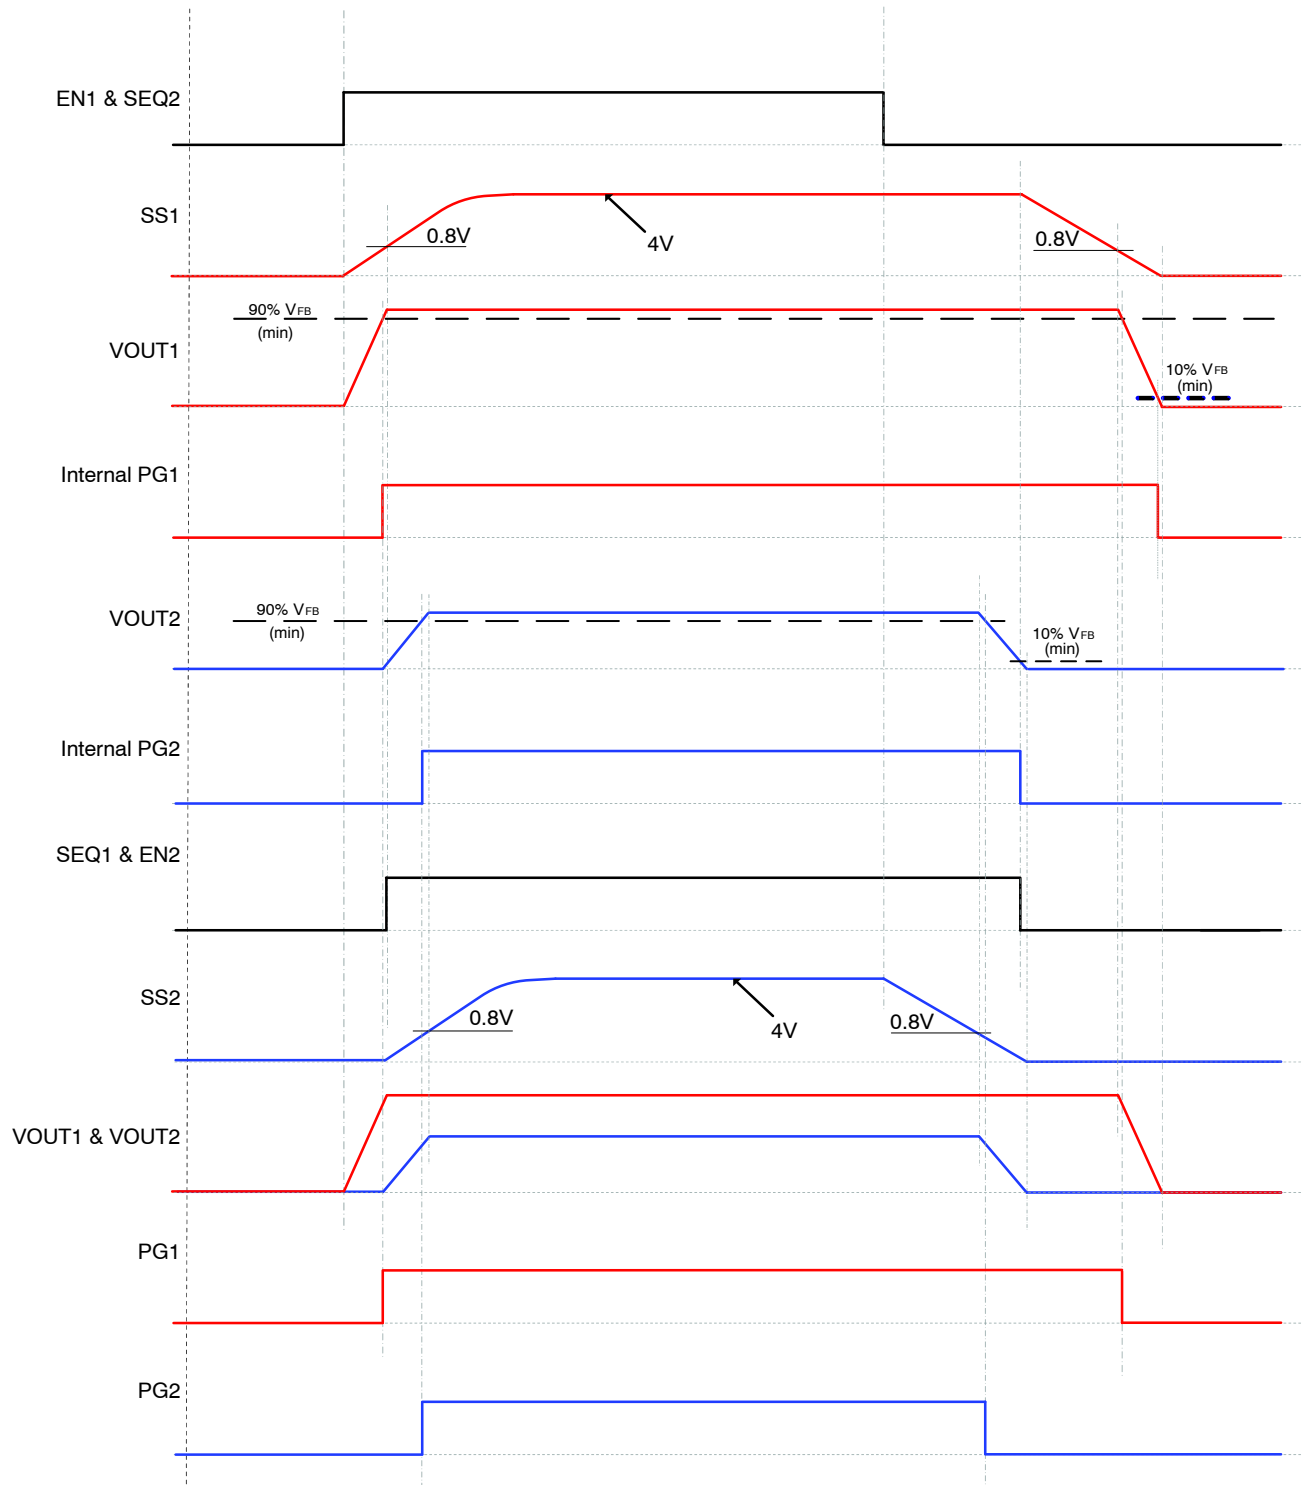 EN1 & SEQ2
SS1
0.8V
4V
0.8V
90% VFB
(min)
VOUT1
10% VFB
(min)
Internal PG1
VOUT2
90% VFB
(min)
10% VFB
(min)
Internal PG2
SEQ1 & EN2
SS2
0.8V
4V
0.8V
VOUT1 & VOUT2
PG1
PG2